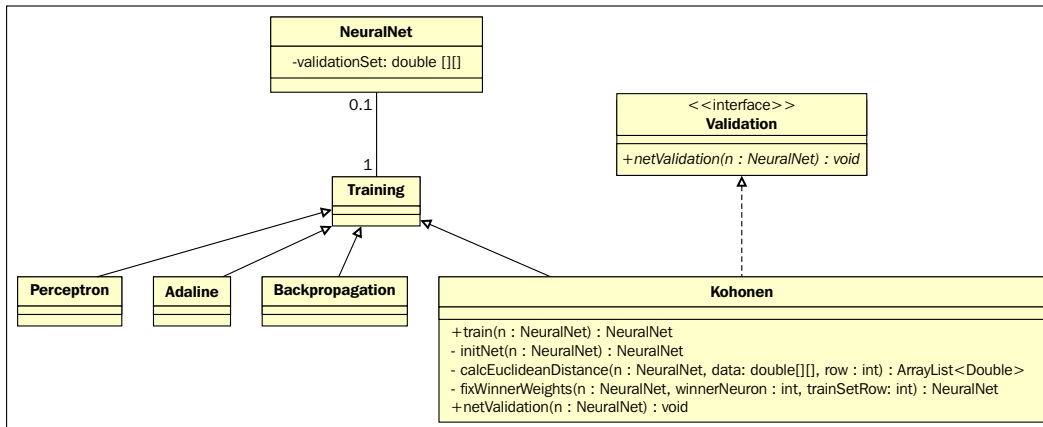 NeuralNet
-validationSet: double [][]
0.1
1
<<interface>>
Validation
+netValidation(n : NeuralNet) : void
Training
Perceptron
Adaline
Backpropagation
Kohonen
+train(n : NeuralNet) : NeuralNet
- initNet(n : NeuralNet) : NeuralNet
- calcEuclideanDistance(n : NeuralNet, data: double[][], row : int) : ArrayList<Double>
- fixWinnerWeights(n : NeuralNet, winnerNeuron : int, trainSetRow: int) : NeuralNet
+netValidation(n : NeuralNet) : void